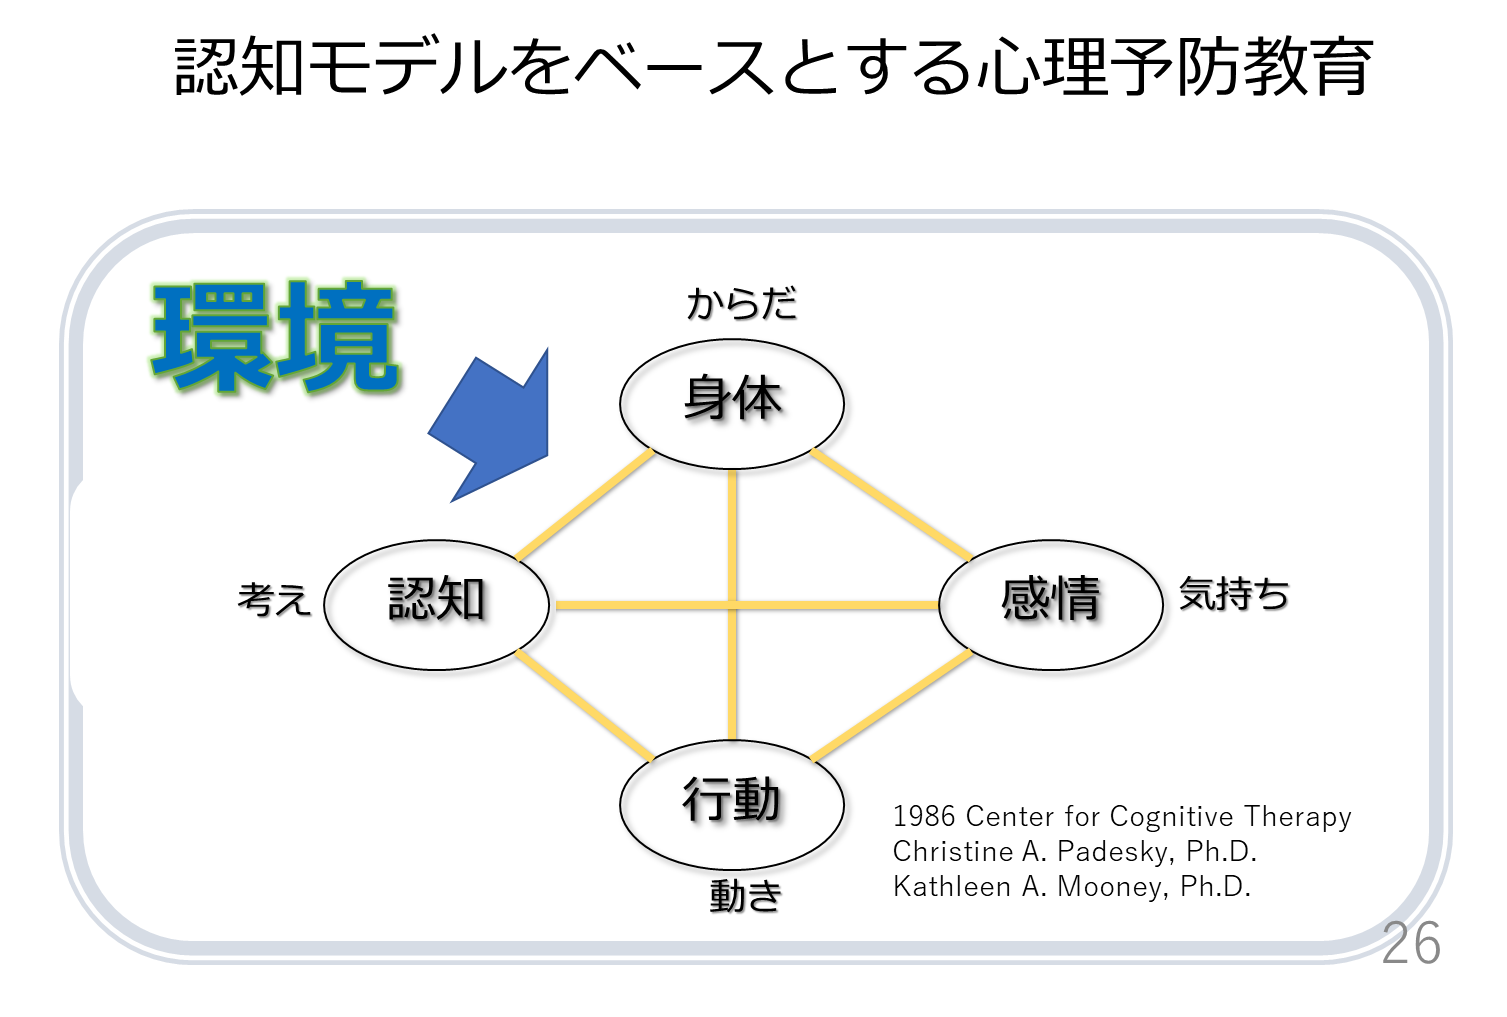 認知モデルをベースとする心理予防教育
環境
からだ
身体
考え
認知
感情
気持ち
行動
動き
1986 Center for Cognitive Therapy
Christine A. Padesky, Ph.D.
Kathleen A. Mooney, Ph.D.
26